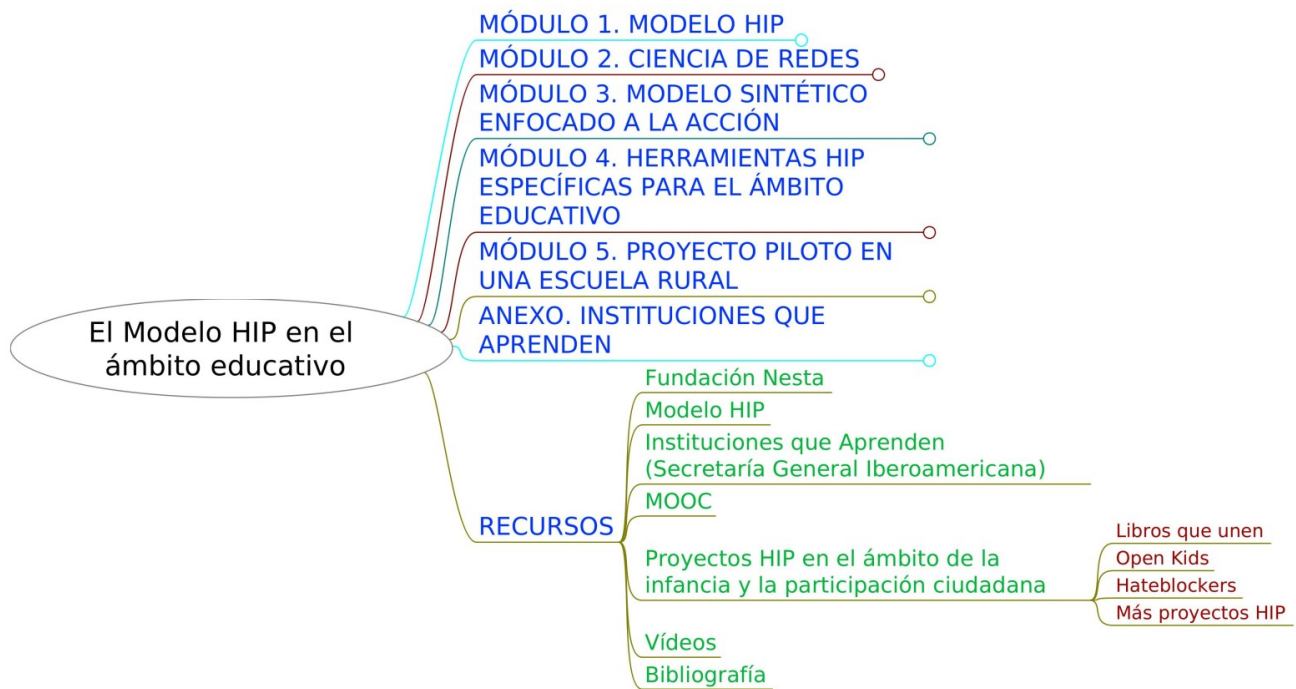 El Modelo HIP en el
ámbito educativo
MÓDULO 1. MODELO HIP
MÓDULO 2. CIENCIA DE REDES
MÓDULO 3. MODELO SINTÉTICO
ENFOCADO A LA ACCIÓN
MÓDULO 4. HERRAMIENTAS HIP
ESPECÍFICAS PARA EL ÁMBITO
EDUCATIVO
MÓDULO 5. PROYECTO PILOTO EN
UNA ESCUELA RURAL
ANEXO. INSTITUCIONES QUE
APRENDEN
RECURSOS
Fundación Nesta
Modelo HIP
Instituciones que Aprenden
(Secretaría General Iberoamericana)
MOOC
Proyectos HIP en el ámbito de la
infancia y la participación ciudadana
Libros que unen
Open Kids
Hateblockers
Más proyectos HIP
Vídeos
Bibliografía